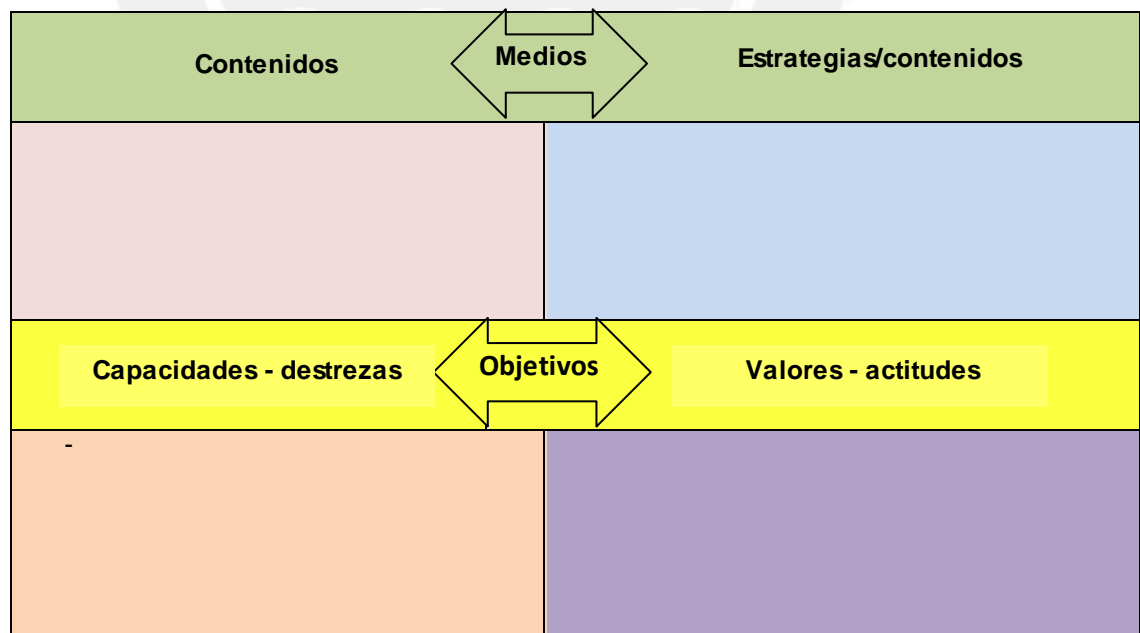 Contenidos
Medios
Estrategias/contenidos
Capacidades - destrezas
Objetivos
Valores - actitudes
-